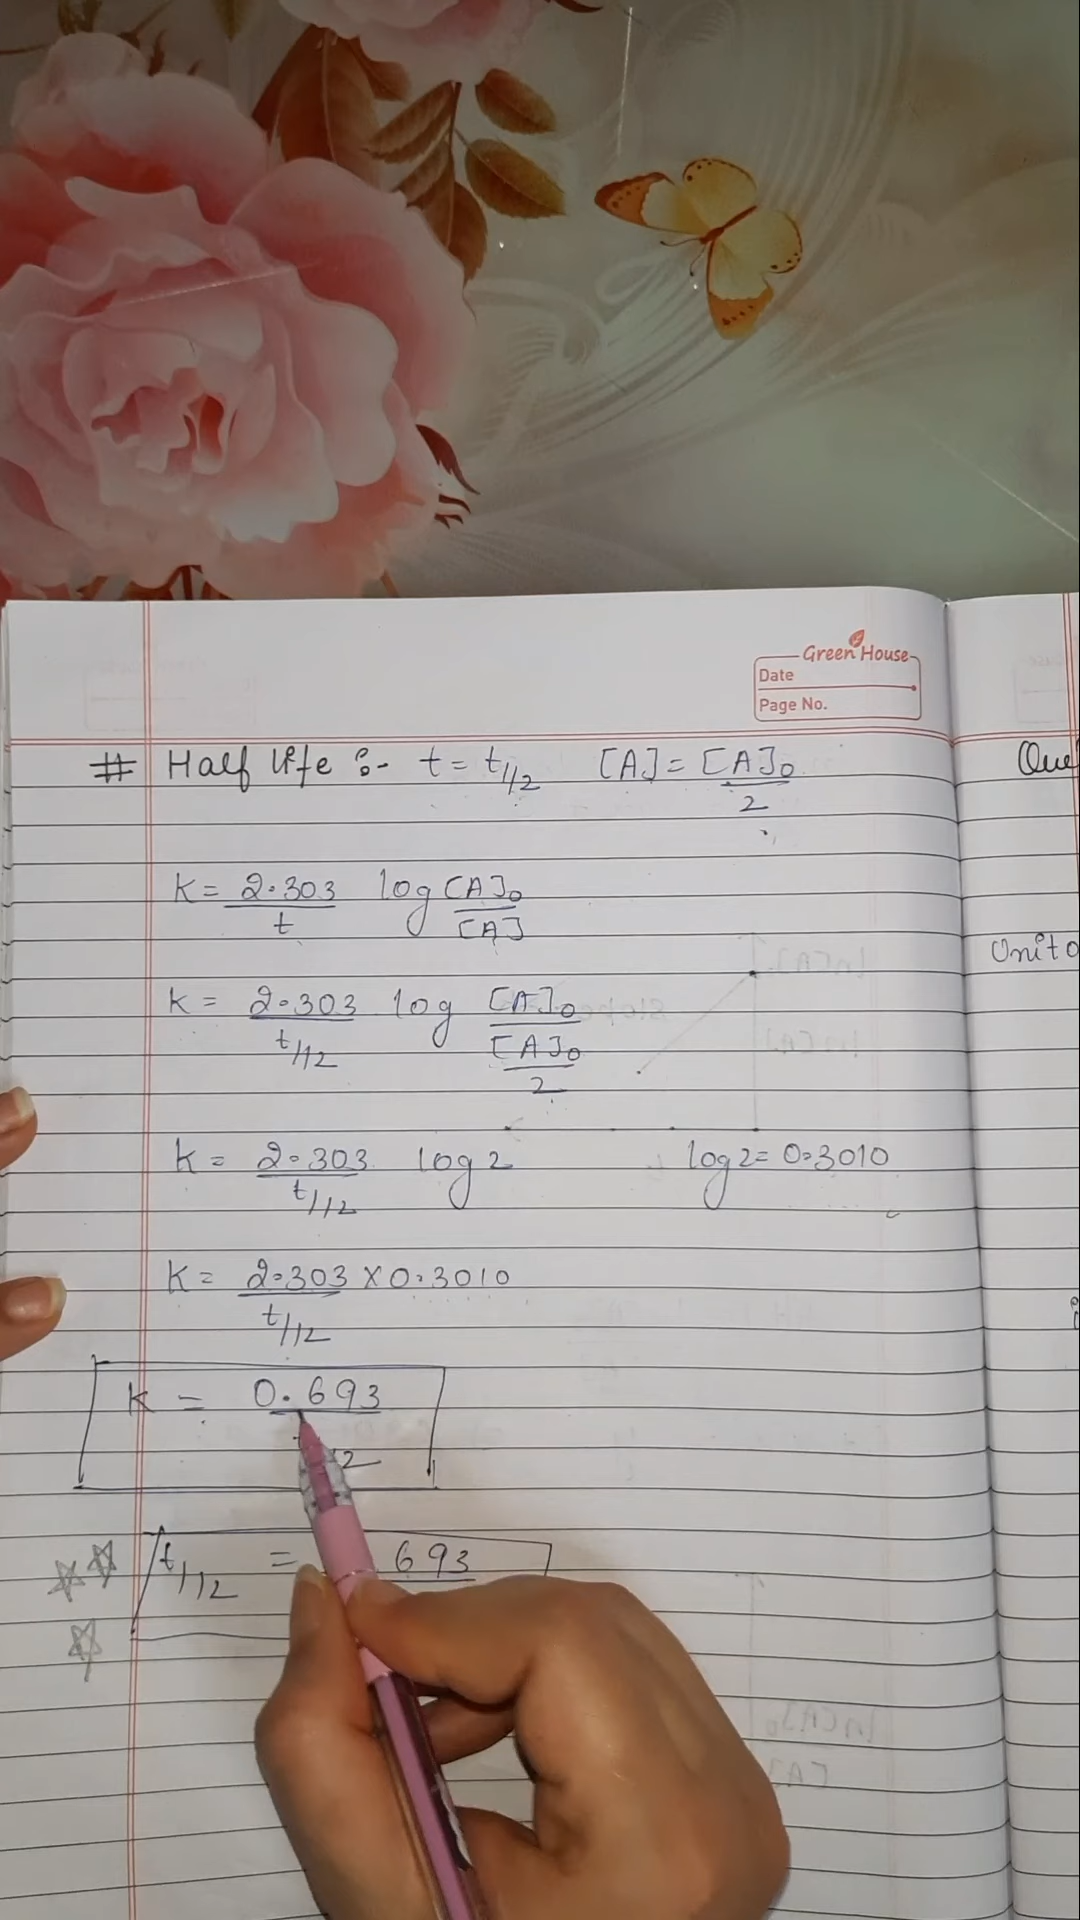 Green House
Date
Page No.
# Half life :- t = t1/2 [A] = [A]₀/2
K = 2.303/t log [A]₀/[A]
K = 2.303/t1/2 log [A]₀/([A]₀/2)
K = 2.303/t1/2 log 2 log 2 = 0.3010
K = 2.303 × 0.3010/t1/2
K = 0.693/
t1/2 = 693
Que
Unit o